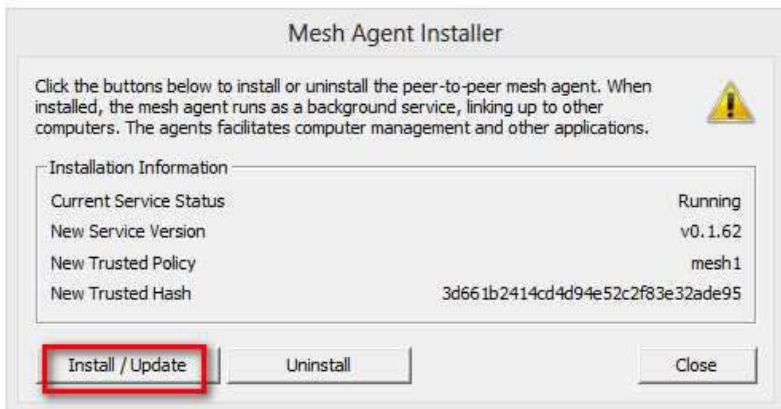 Mesh Agent Installer
Click the buttons below to install or uninstall the peer-to-peer mesh agent. When
installed, the mesh agent runs as a background service, linking up to other
computers. The agents facilitates computer management and other applications.
Installation Information
Current Service Status Running
New Service Version v0.1.62
New Trusted Policy mesh1
New Trusted Hash 3d661b2414cd4d94e52c2f83e32ade95
Install / Update Uninstall Close